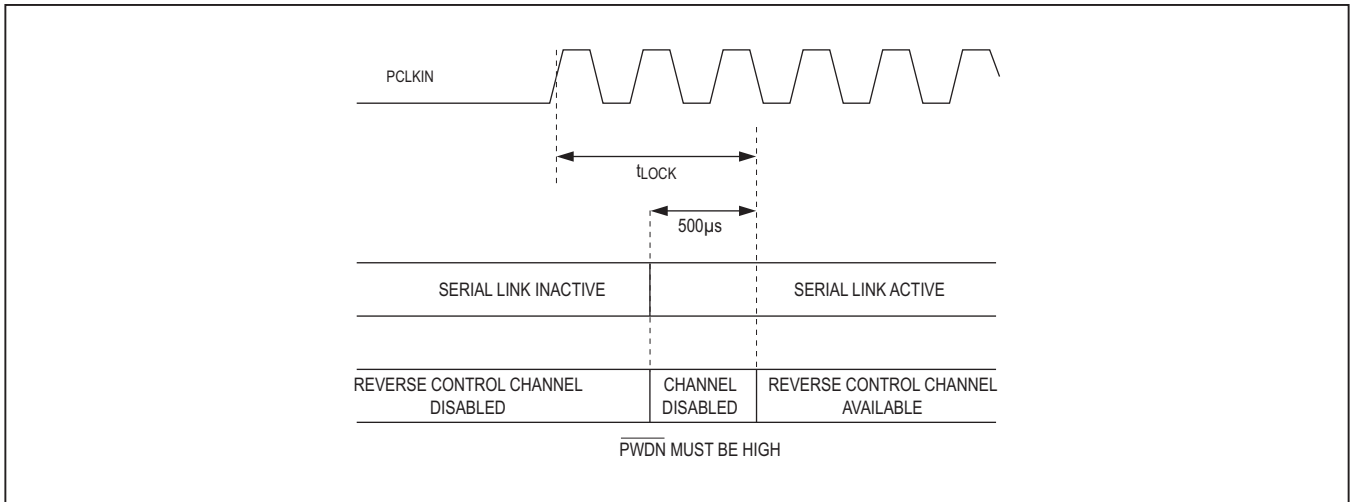 PCLKIN
tLOCK
500µs
SERIAL LINK INACTIVE
SERIAL LINK ACTIVE
REVERSE CONTROL CHANNEL
DISABLED
CHANNEL
DISABLED
REVERSE CONTROL CHANNEL
AVAILABLE
PWDN MUST BE HIGH